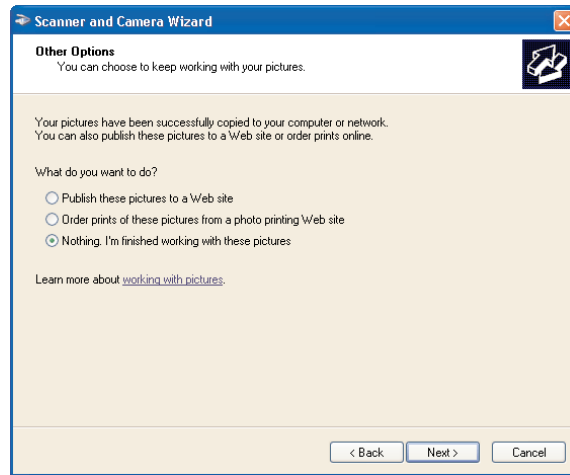 Scanner and Camera Wizard
Other Options
You can choose to keep working with your pictures.
Your pictures have been successfully copied to your computer or network.
You can also publish these pictures to a Web site or order prints online.
What do you want to do?
Publish these pictures to a Web site
Order prints of these pictures from a photo printing Web site
Nothing. I'm finished working with these pictures
Learn more about working with pictures.
< Back Next > Cancel